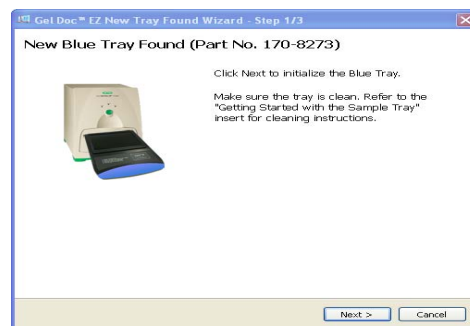 Gel Doc™ EZ New Tray Found Wizard - Step 1/3
New Blue Tray Found (Part No. 170-8273)
Click Next to initialize the Blue Tray.
Make sure the tray is clean. Refer to the
"Getting Started with the Sample Tray"
insert for cleaning instructions.
Next >
Cancel